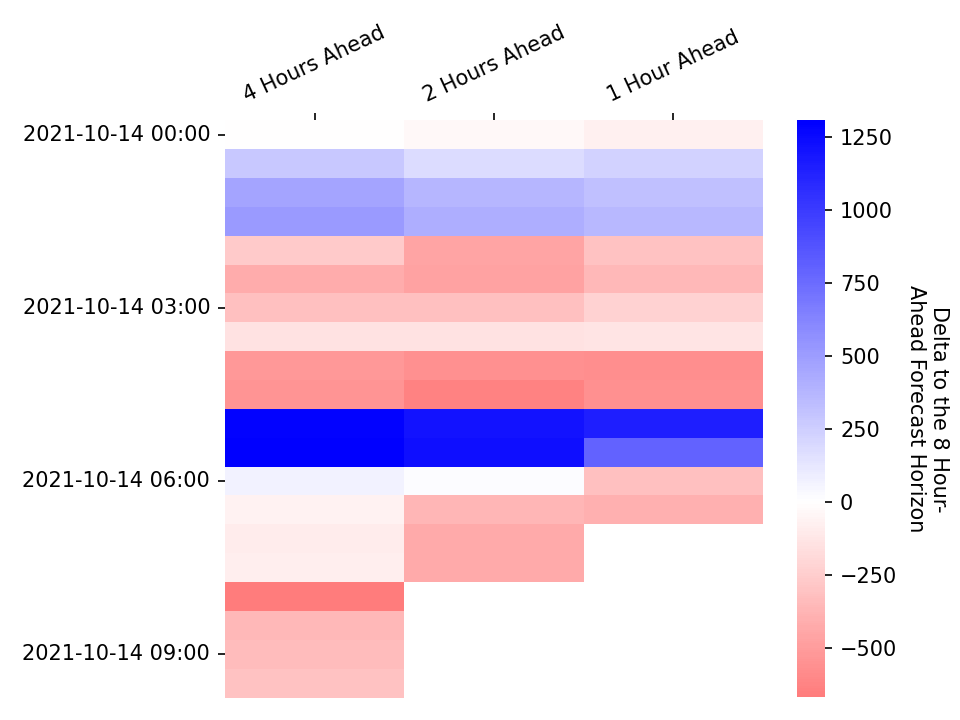 4 Hours Ahead
2 Hours Ahead
1 Hour Ahead
2021-10-14 00:00
2021-10-14 03:00
2021-10-14 06:00
2021-10-14 09:00
1250
1000
750
500
250
0
−250
−500
Delta to the 8 Hour-
Ahead Forecast Horizon